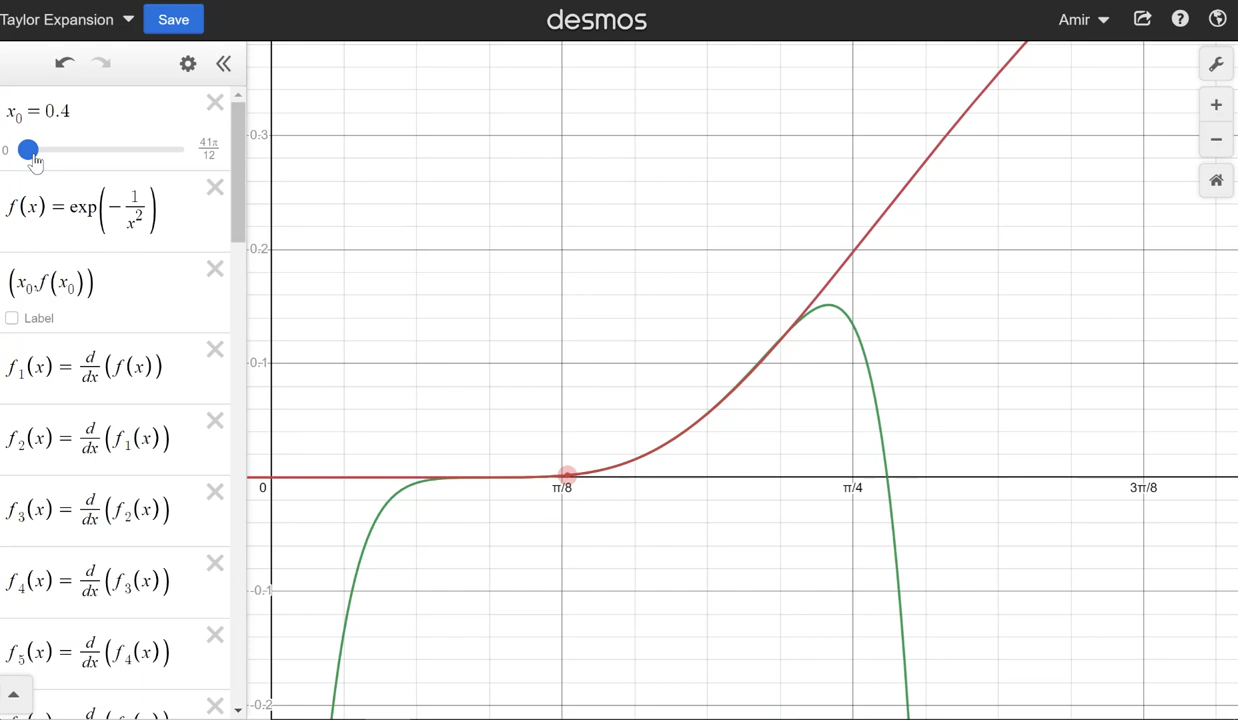 Taylor Expansion
Save
desmos
Amir
x₀ = 0.4
0
41π/12
f(x) = exp(−1/x²)
(x₀,f(x₀))
Label
f₁(x) = d/dx(f(x))
f₂(x) = d/dx(f₁(x))
f₃(x) = d/dx(f₂(x))
f₄(x) = d/dx(f₃(x))
f₅(x) = d/dx(f₄(x))
0.3
0.2
0.1
0
π/8
π/4
3π/8
-0.1
-0.2